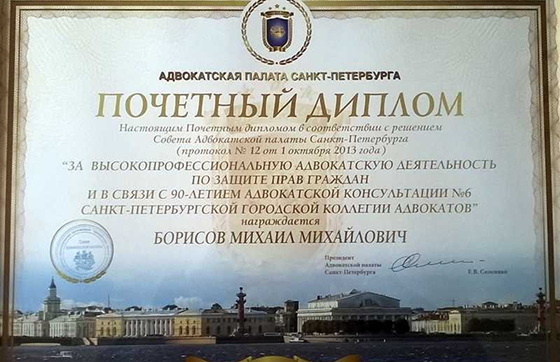 АДВОКАТСКАЯ ПАЛАТА САНКТ-ПЕТЕРБУРГА
ПОЧЕТНЫЙ ДИПЛОМ
Настоящим Почетным дипломом в соответствии с решением
Совета Адвокатской палаты Санкт-Петербурга
(протокол № 12 от 1 октября 2013 года)
"ЗА ВЫСОКОПРОФЕССИОНАЛЬНУЮ АДВОКАТСКУЮ ДЕЯТЕЛЬНОСТЬ
ПО ЗАЩИТЕ ПРАВ ГРАЖДАН
И В СВЯЗИ С 90-ЛЕТИЕМ АДВОКАТСКОЙ КОНСУЛЬТАЦИИ №6
САНКТ-ПЕТЕРБУРГСКОЙ ГОРОДСКОЙ КОЛЛЕГИИ АДВОКАТОВ"
награждается
БОРИСОВ МИХАИЛ МИХАЙЛОВИЧ
Президент
Адвокатской палаты
Санкт-Петербурга
Е.В. Семеняко